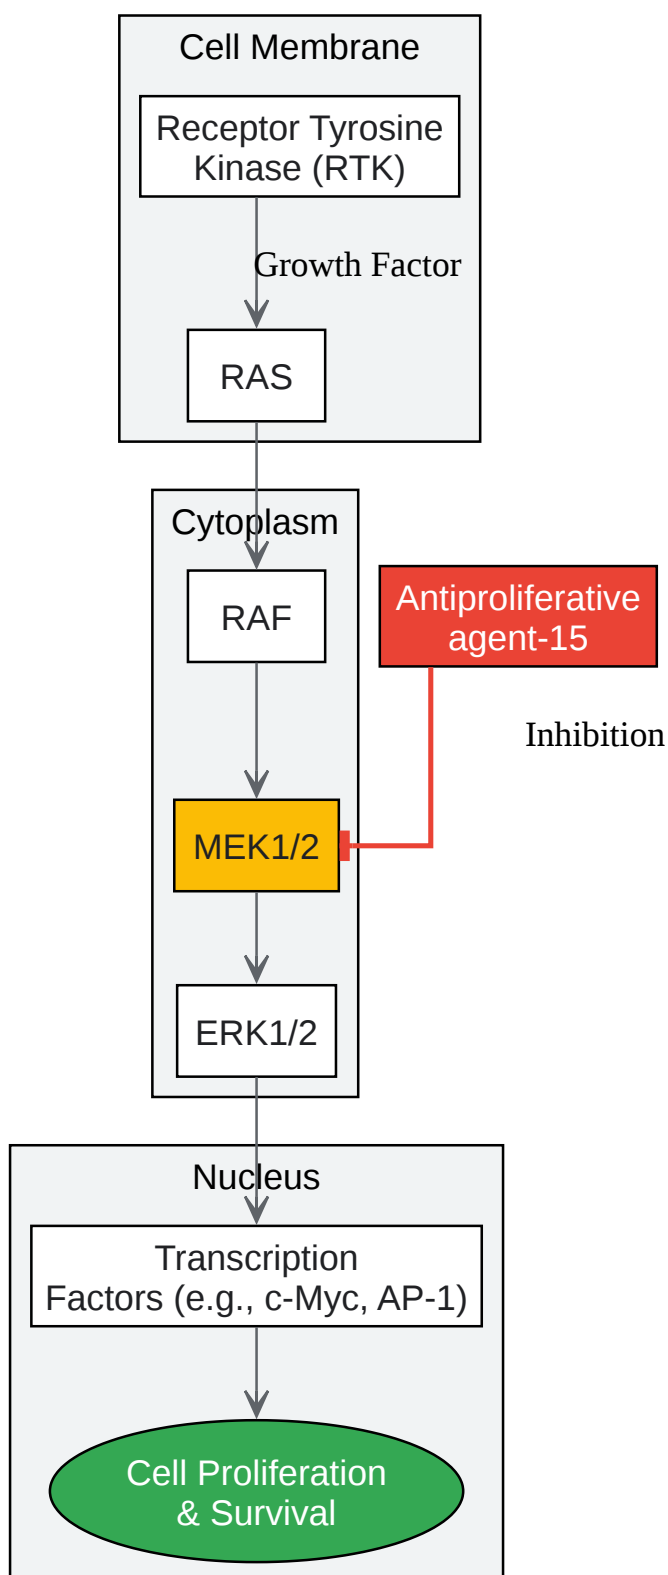 Cell Membrane
Receptor Tyrosine
Kinase (RTK)
Growth Factor
RAS
Cytoplasm
RAF
Antiproliferative
agent-15
Inhibition
MEK1/2
ERK1/2
Nucleus
Transcription
Factors (e.g., c-Myc, AP-1)
Cell Proliferation
& Survival